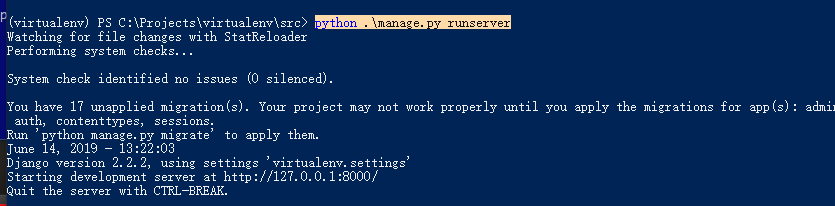 (virtualenv) PS C:\Projects\virtualenv\src> python .\manage.py runserver
Watching for file changes with StatReloader
Performing system checks...
System check identified no issues (0 silenced).
You have 17 unapplied migration(s). Your project may not work properly until you apply the migrations for app(s): admi
auth, contenttypes, sessions.
Run 'python manage.py migrate' to apply them.
June 14, 2019 - 13:22:03
Django version 2.2.2, using settings 'virtualenv.settings'
Starting development server at http://127.0.0.1:8000/
Quit the server with CTRL-BREAK.